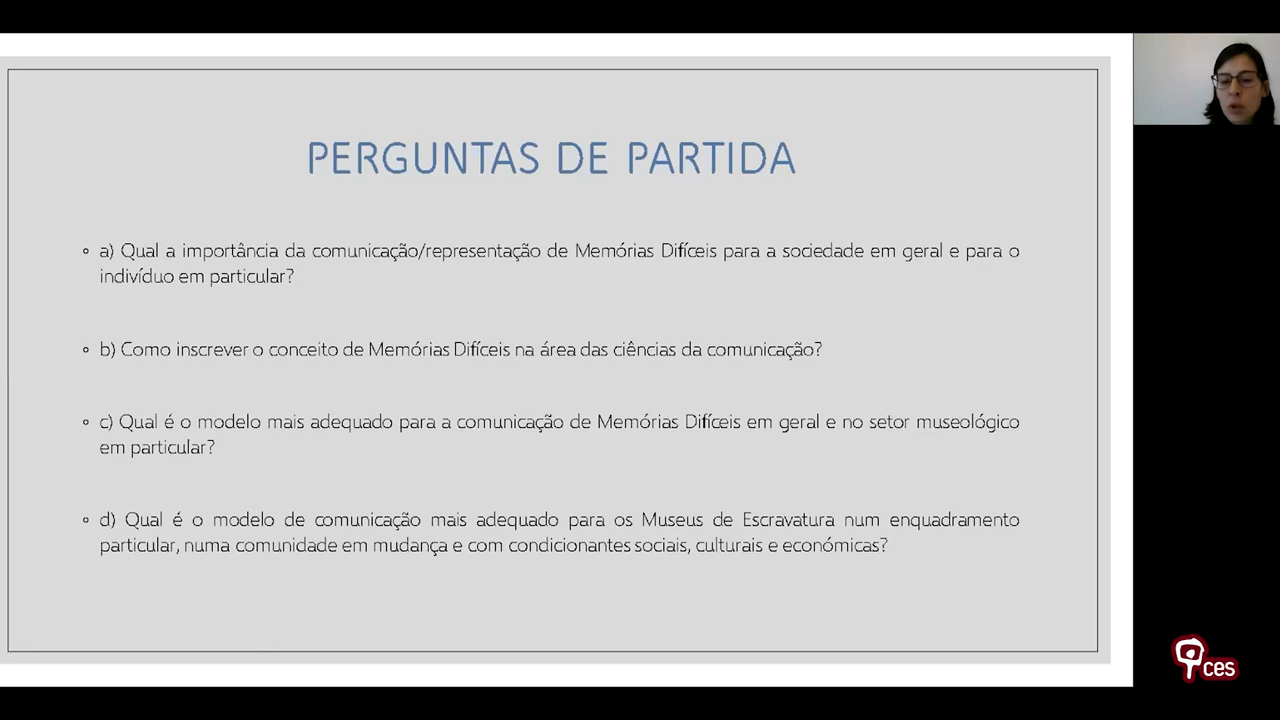 PERGUNTAS DE PARTIDA
◦ a) Qual a importância da comunicação/representação de Memórias Difíceis para a sociedade em geral e para o
indivíduo em particular?
◦ b) Como inscrever o conceito de Memórias Difíceis na área das ciências da comunicação?
◦ c) Qual é o modelo mais adequado para a comunicação de Memórias Difíceis em geral e no setor museológico
em particular?
◦ d) Qual é o modelo de comunicação mais adequado para os Museus de Escravatura num enquadramento
particular, numa comunidade em mudança e com condicionantes sociais, culturais e económicas?
ces